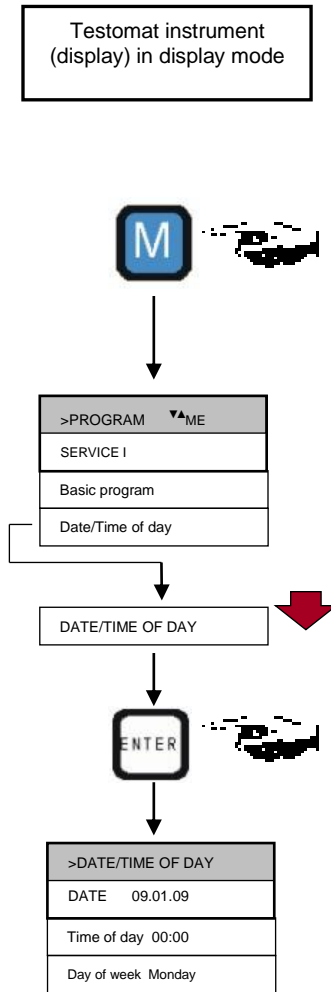 Testomat instrument
(display) in display mode
M
>PROGRAM ▼▲ME
SERVICE I
Basic program
Date/Time of day
DATE/TIME OF DAY
ENTER
>DATE/TIME OF DAY
DATE 09.01.09
Time of day 00:00
Day of week Monday